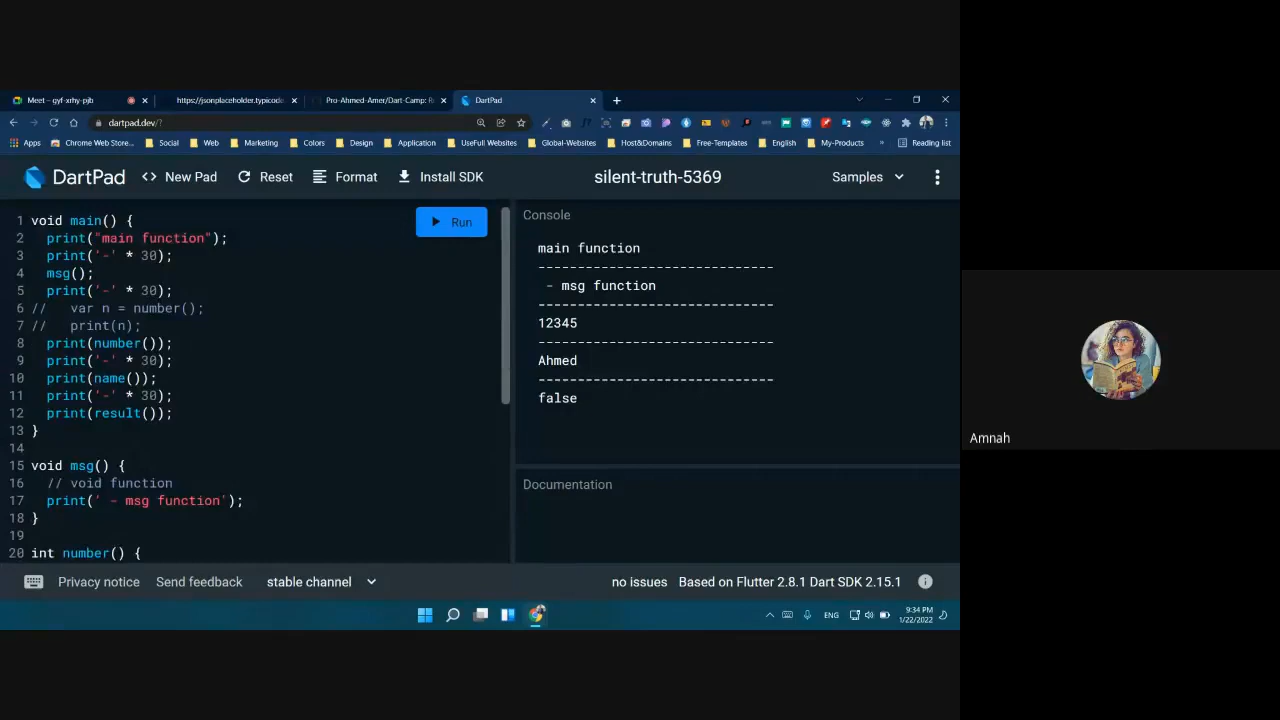 Meet – gyf-xrhy-pjb
https://jsonplaceholder.typicod
Pro-Ahmed-Amer/Dart-Camp: R
DartPad
dartpad.dev/?
Apps
Chrome Web Store...
Social
Web
Marketing
Colors
Design
Application
UseFull Websites
Global-Websites
Host&Domains
Free-Templates
English
My-Products
»
Reading list
DartPad
<> New Pad
Reset
Format
Install SDK
silent-truth-5369
Samples
1 void main() {
2 print("main function");
3 print('-' * 30);
4 msg();
5 print('-' * 30);
6 // var n = number();
7 // print(n);
8 print(number());
9 print('-' * 30);
10 print(name());
11 print('-' * 30);
12 print(result());
13 }
14
15 void msg() {
16 // void function
17 print(' - msg function');
18 }
19
20 int number() {
Run
Console
main function
------------------------------
- msg function
------------------------------
12345
------------------------------
Ahmed
------------------------------
false
Documentation
Privacy notice
Send feedback
stable channel
no issues
Based on Flutter 2.8.1 Dart SDK 2.15.1
ENG
9:34 PM
1/22/2022
Amnah